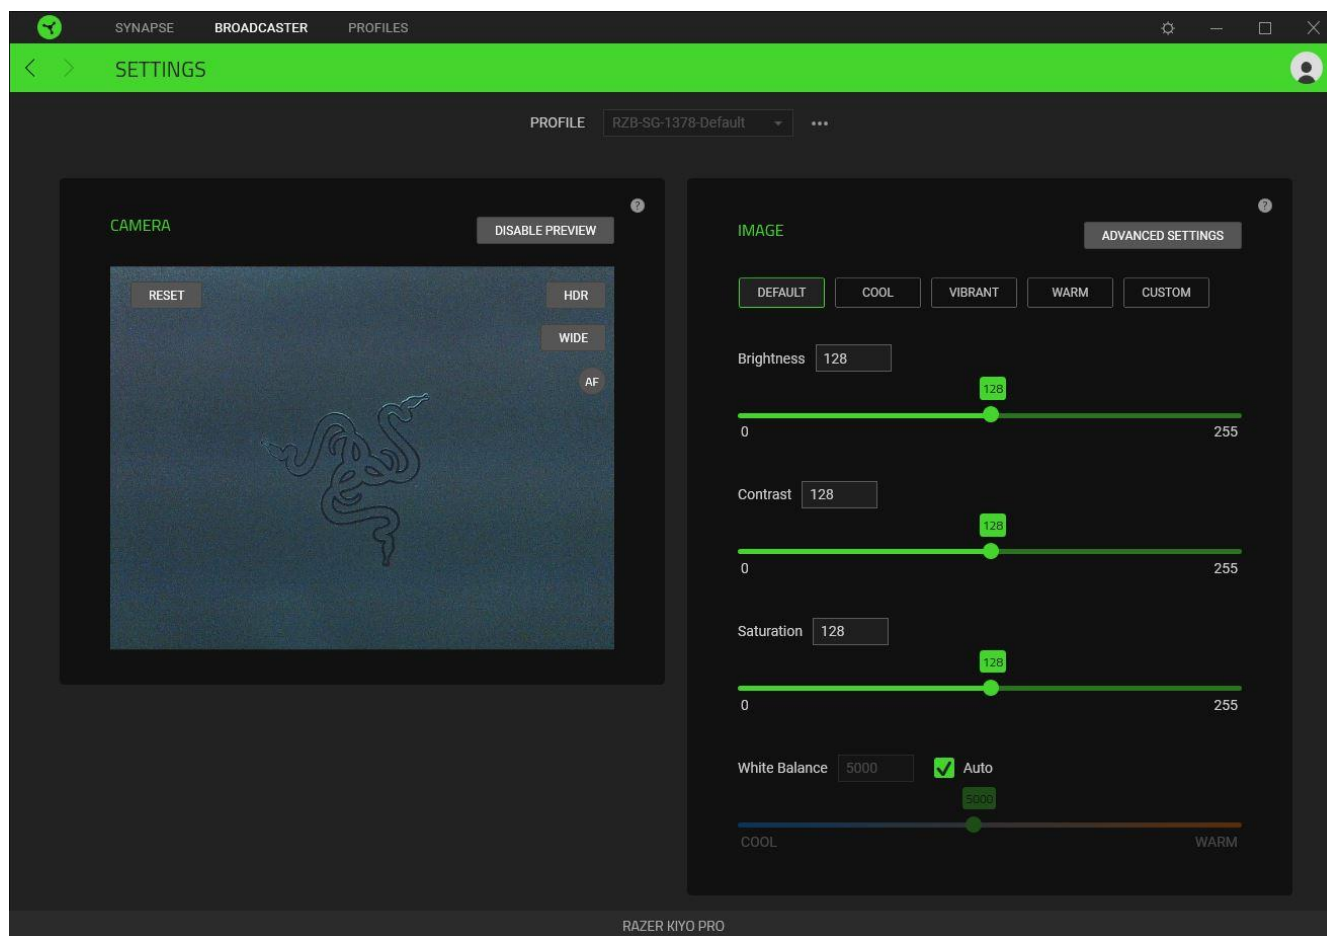 SYNAPSE BROADCASTER PROFILES
SETTINGS
PROFILE RZB-SG-1378-Default
CAMERA
DISABLE PREVIEW
RESET
HDR
WIDE
AF
IMAGE
ADVANCED SETTINGS
DEFAULT COOL VIBRANT WARM CUSTOM
Brightness 128
128
0 255
Contrast 128
128
0 255
Saturation 128
128
0 255
White Balance 5000 Auto
5000
COOL WARM
RAZER KIYO PRO